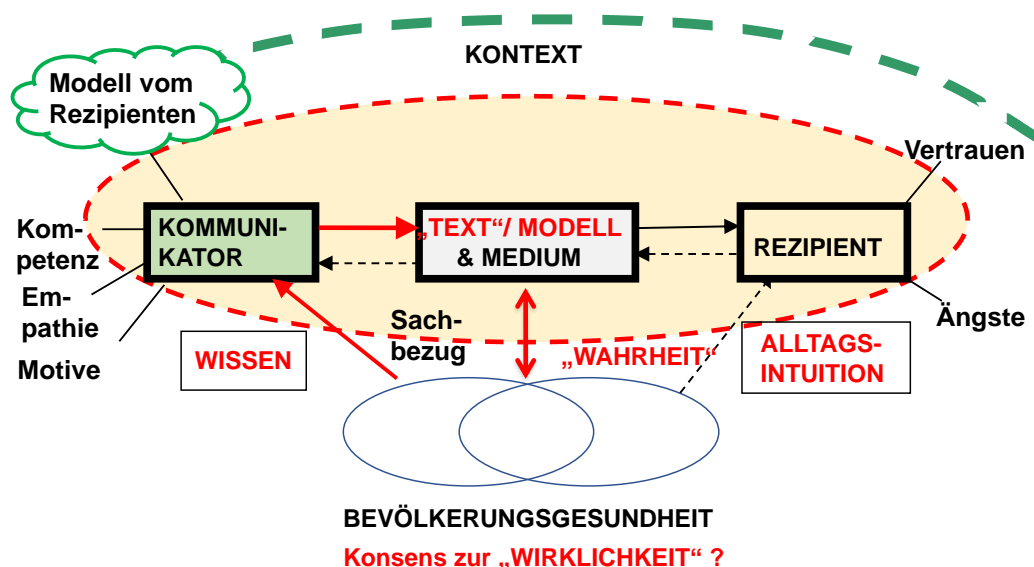 KONTEXT
Modell vom
Rezipienten
Vertrauen
Kom-
petenz
KOMMUNI-
KATOR
„TEXT“/ MODELL
& MEDIUM
REZIPIENT
Em-
pathie
Motive
Ängste
WISSEN
Sach-
bezug
„WAHRHEIT“
ALLTAGS-
INTUITION
BEVÖLKERUNGSGESUNDHEIT
Konsens zur „WIRKLICHKEIT“ ?